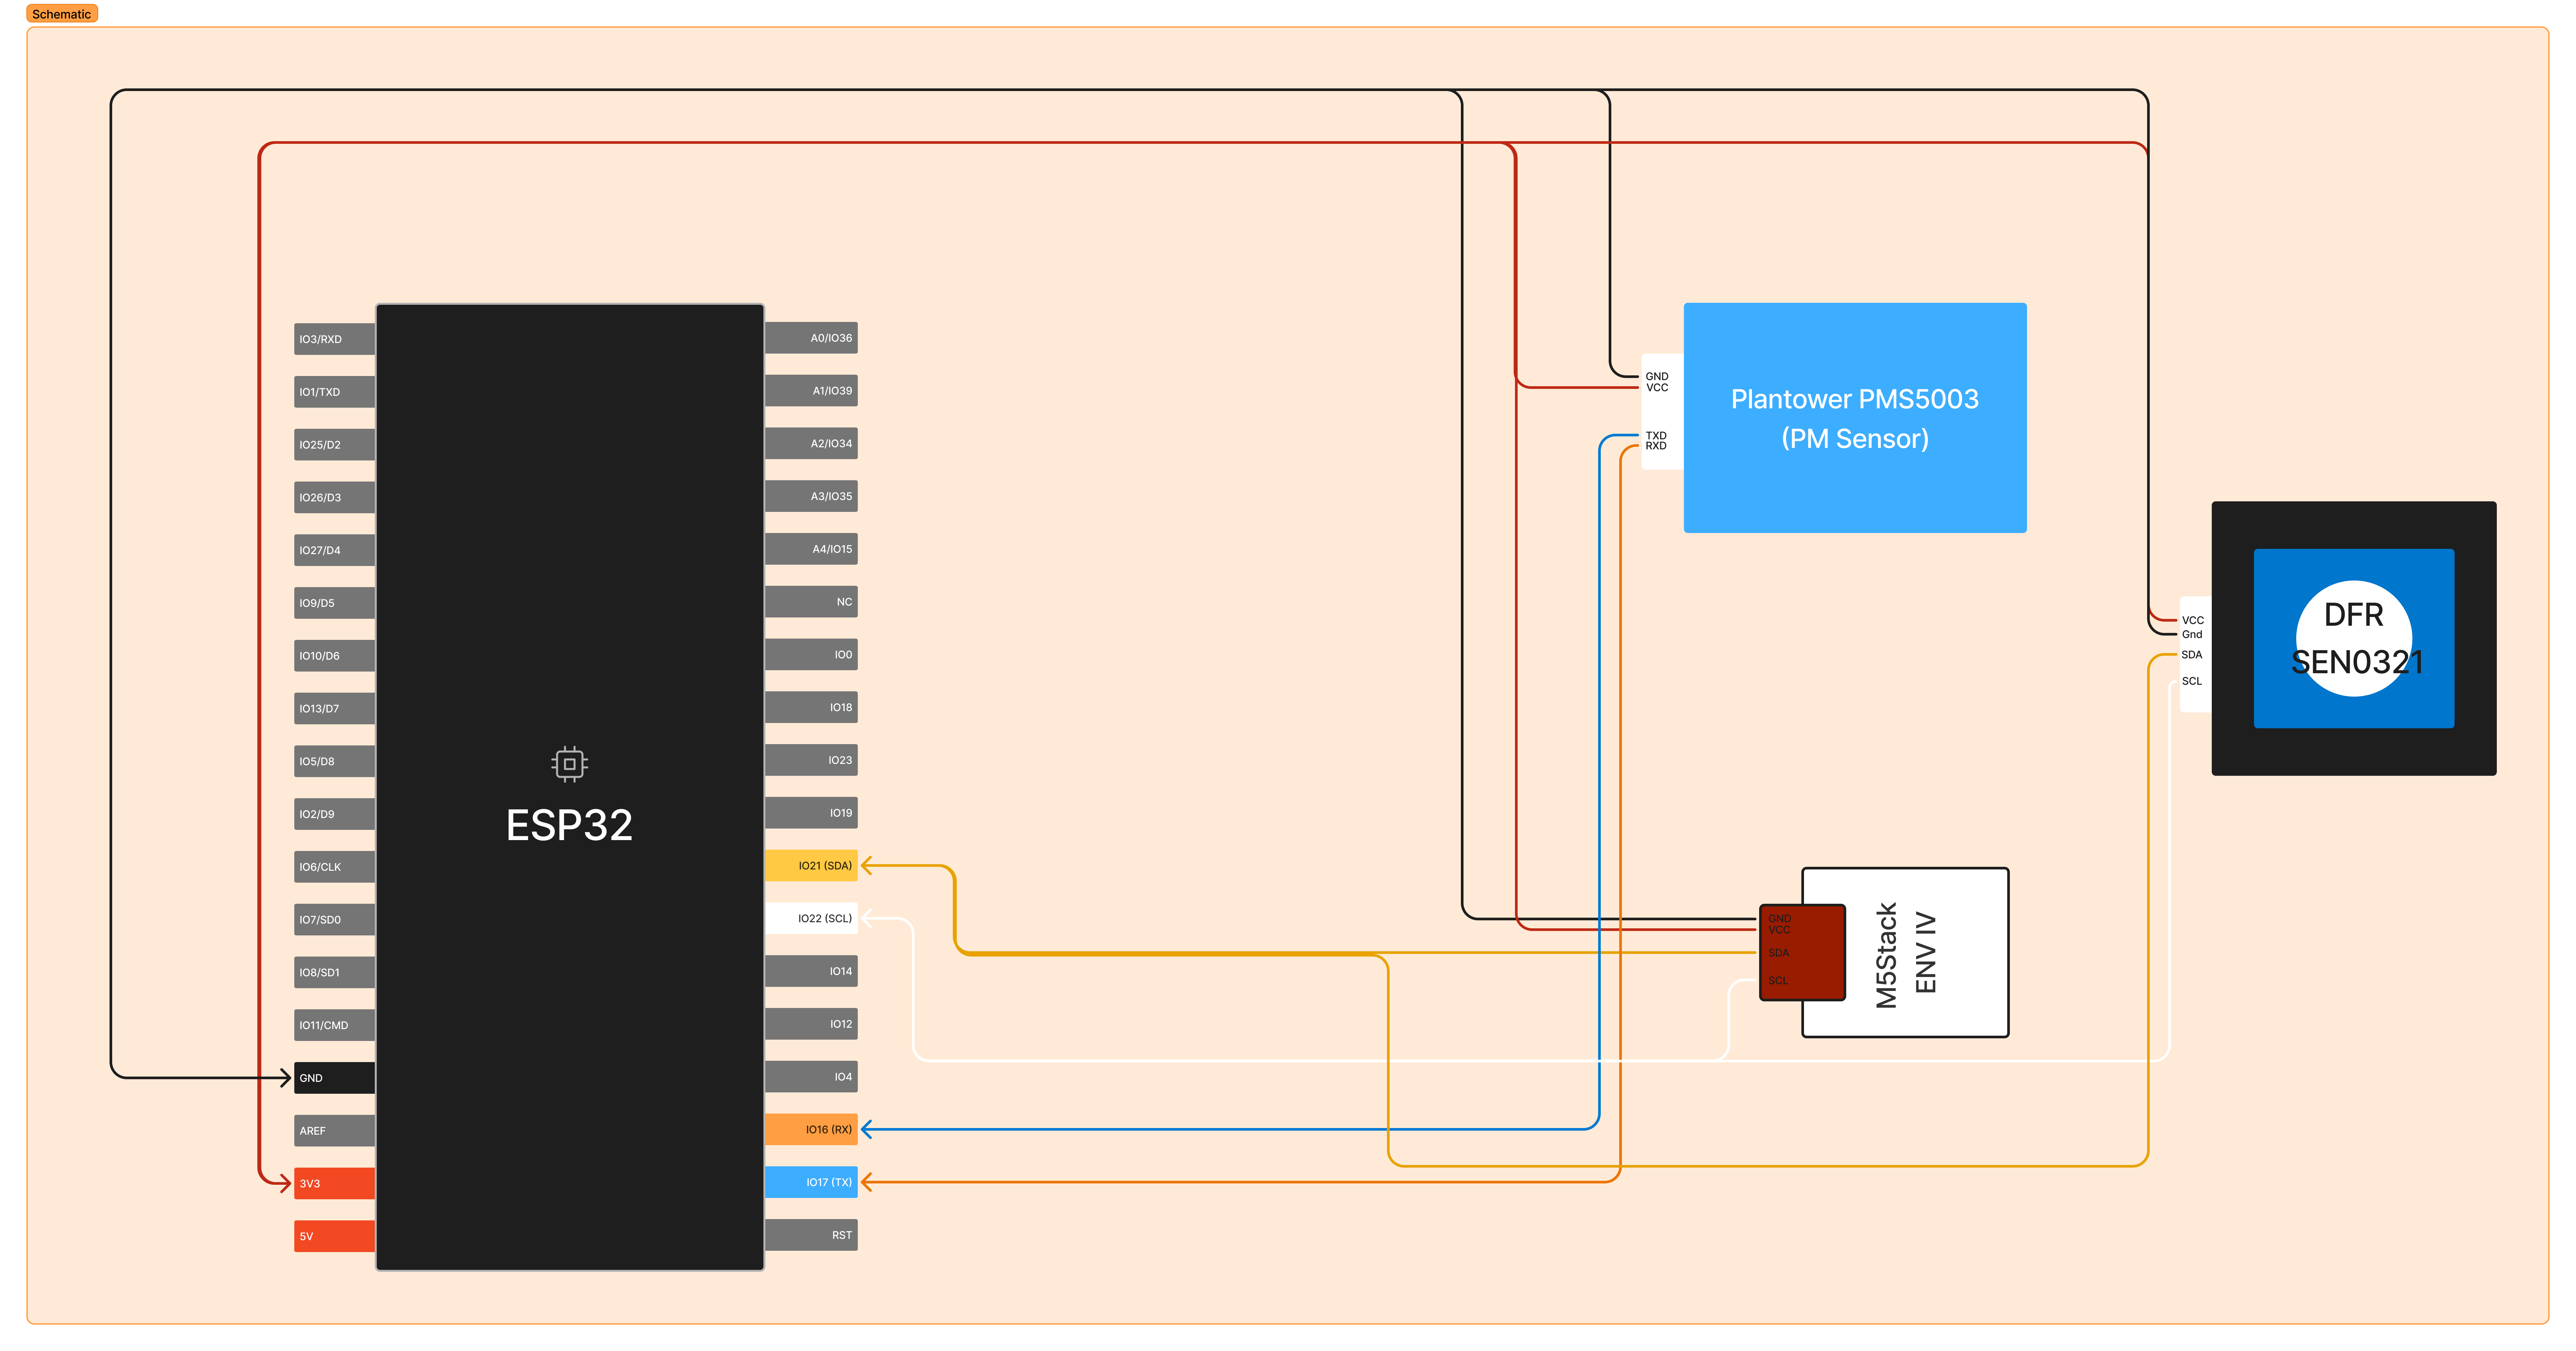 Schematic
IO3/RXD
IO1/TXD
IO25/D2
IO26/D3
IO27/D4
IO9/D5
IO10/D6
IO13/D7
IO5/D8
IO2/D9
IO6/CLK
IO7/SD0
IO8/SD1
IO11/CMD
GND
AREF
3V3
5V
ESP32
A0/IO36
A1/IO39
A2/IO34
A3/IO35
A4/IO15
NC
IO0
IO18
IO23
IO19
IO21 (SDA)
IO22 (SCL)
IO14
IO12
IO4
IO16 (RX)
IO17 (TX)
RST
GND
VCC
TXD
RXD
Plantower PMS5003
(PM Sensor)
GND
VCC
SDA
SCL
M5Stack
ENV IV
VCC
Gnd
SDA
SCL
DFR
SEN0321